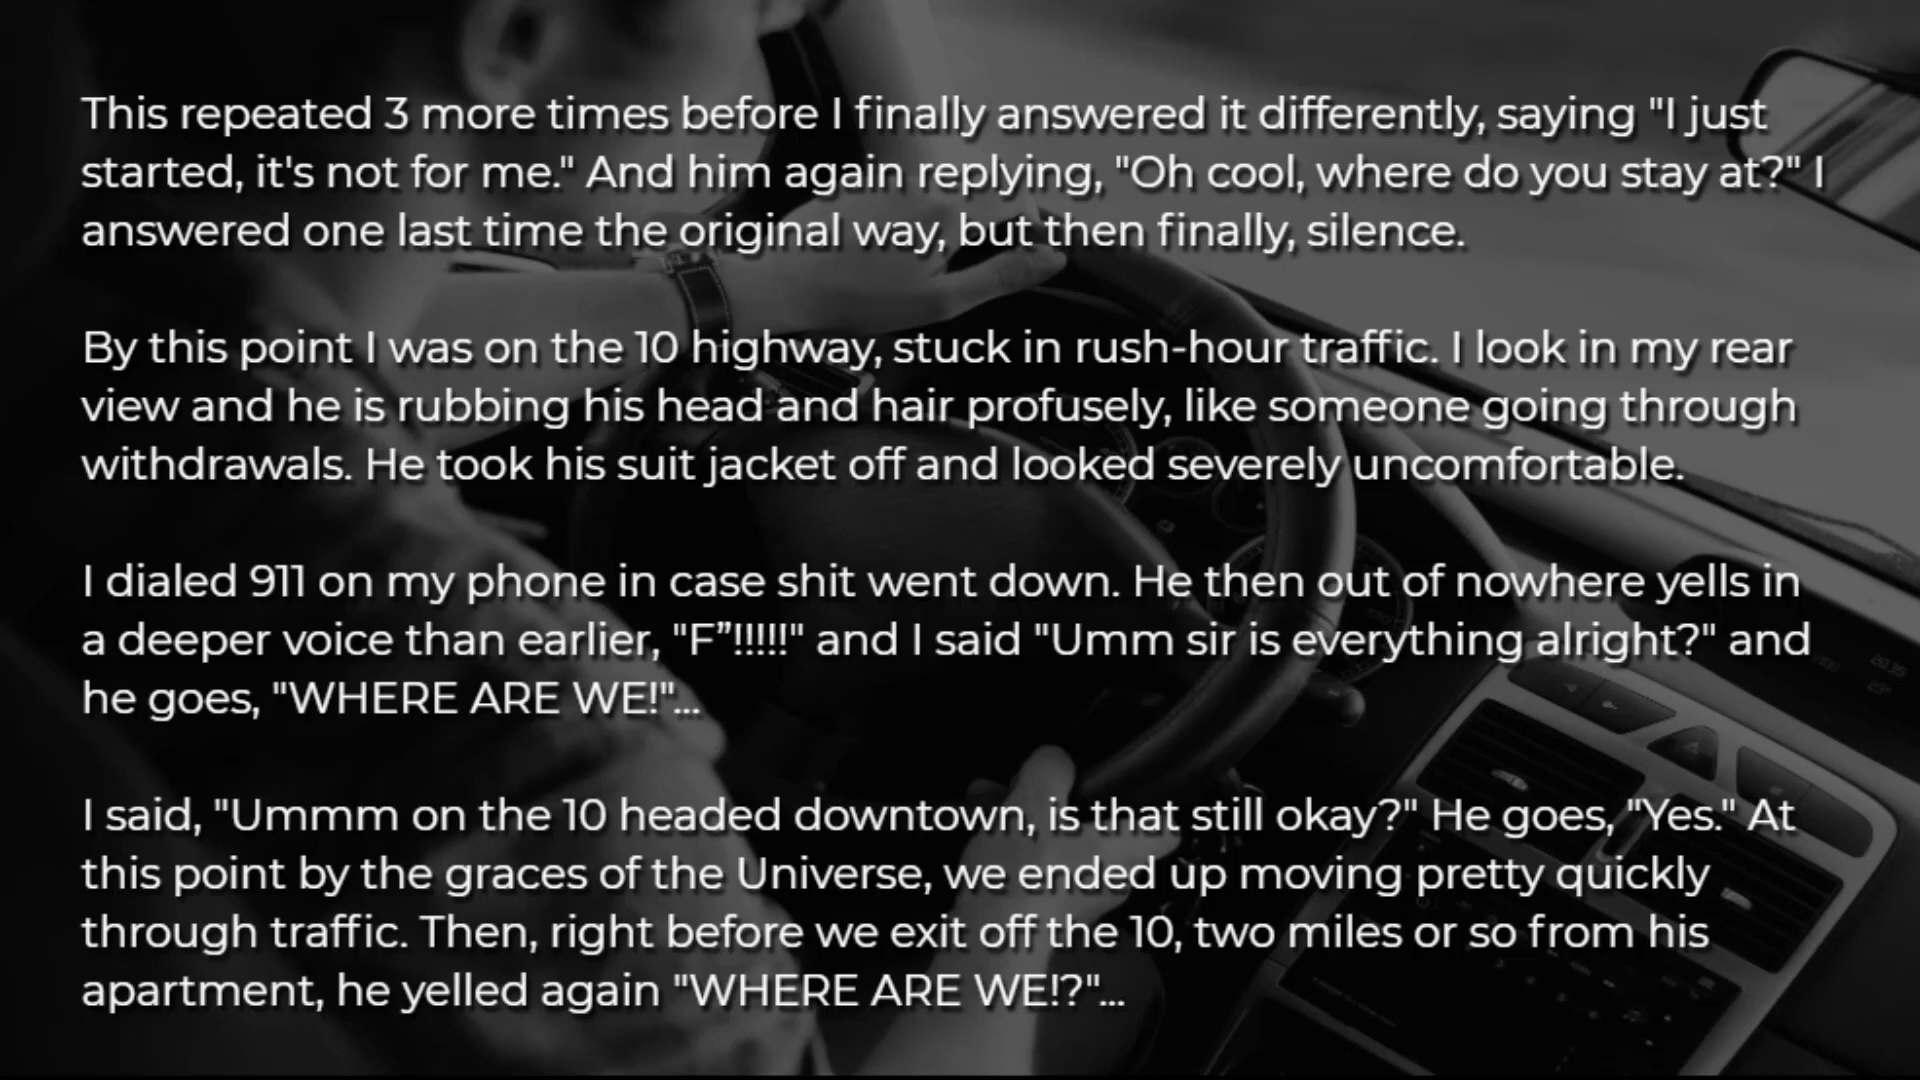 This repeated 3 more times before I finally answered it differently, saying "I just
started, it's not for me." And him again replying, "Oh cool, where do you stay at?" I
answered one last time the original way, but then finally, silence.
By this point I was on the 10 highway, stuck in rush-hour traffic. I look in my rear
view and he is rubbing his head and hair profusely, like someone going through
withdrawals. He took his suit jacket off and looked severely uncomfortable.
I dialed 911 on my phone in case shit went down. He then out of nowhere yells in
a deeper voice than earlier, "F”!!!!!" and I said "Umm sir is everything alright?" and
he goes, "WHERE ARE WE!"...
I said, "Ummm on the 10 headed downtown, is that still okay?" He goes, "Yes." At
this point by the graces of the Universe, we ended up moving pretty quickly
through traffic. Then, right before we exit off the 10, two miles or so from his
apartment, he yelled again "WHERE ARE WE!?"...